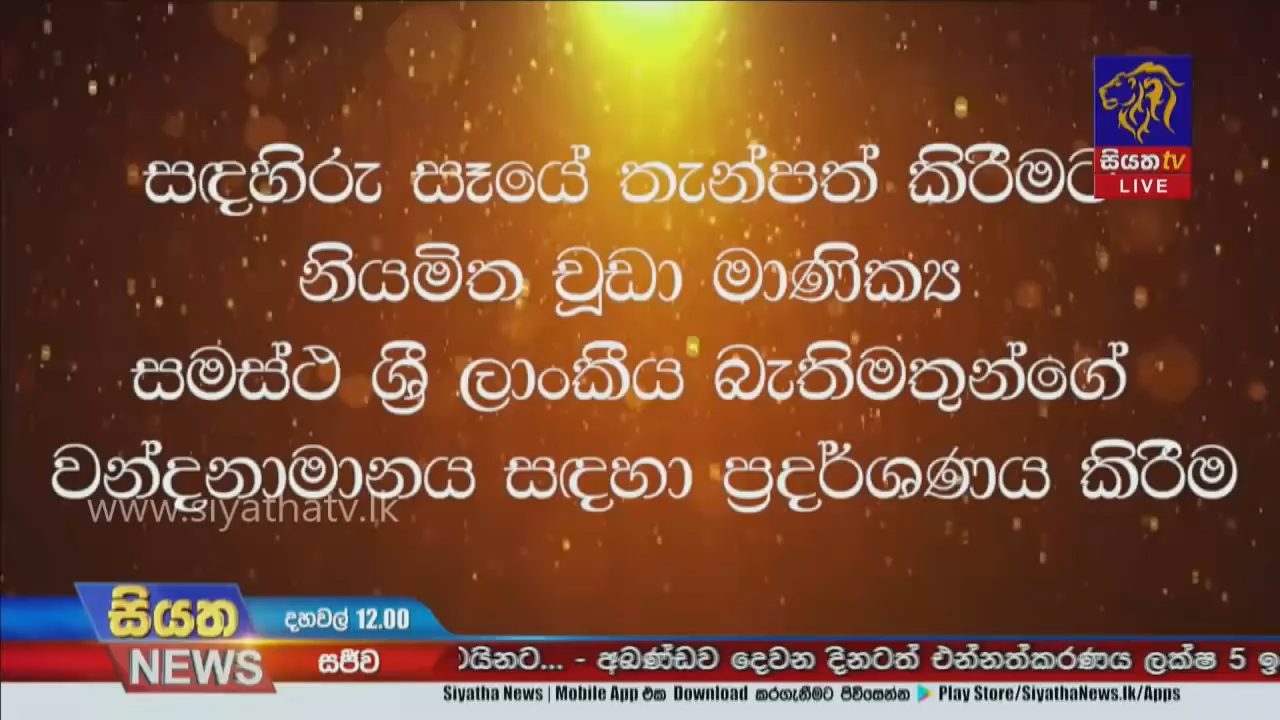 සඳහිරු සෑයේ තැන්පත් කිරීමට
නියමිත චූඩා මාණික්‍ය
සමස්ථ ශ්‍රී ලාංකීය බැතිමතුන්ගේ
වන්දනාමානය සඳහා ප්‍රදර්ශණය කිරීම
සියත tv
LIVE
www.siyathatv.lk
සියත
NEWS
දහවල් 12.00
සජීව
... - අඛණ්ඩව දෙවන දිනටත් එන්නත්කරණය ලක්ෂ 5
Siyatha News | Mobile App එක Download කරගැනීමට පිවිසෙන්න Play Store/SiyathaNews.lk/Apps